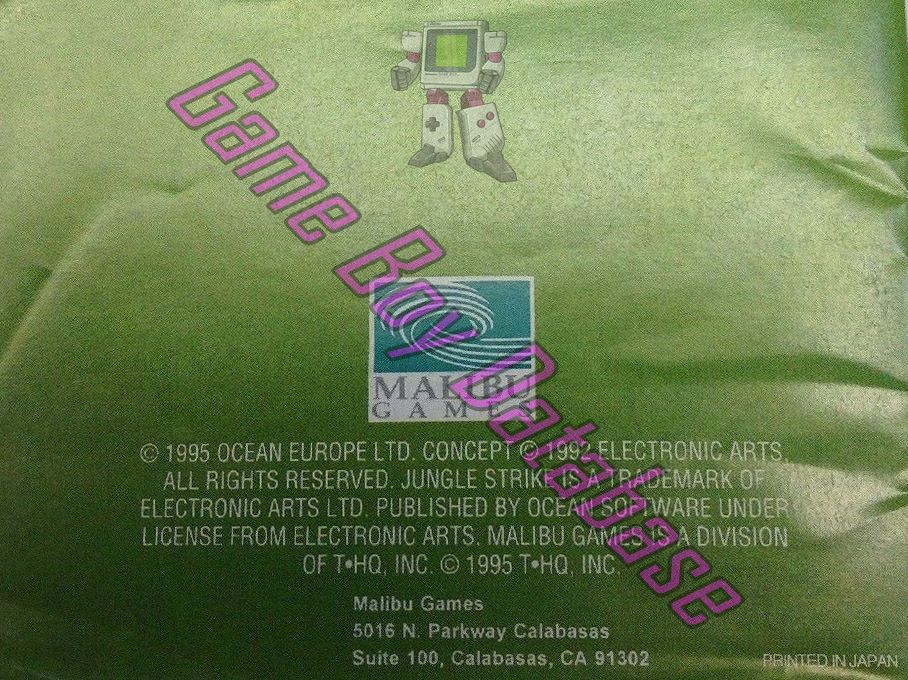 Game Boy Database
MALIBU
GAMES
© 1995 OCEAN EUROPE LTD. CONCEPT © 1992 ELECTRONIC ARTS.
ALL RIGHTS RESERVED. JUNGLE STRIKE IS A TRADEMARK OF
ELECTRONIC ARTS LTD. PUBLISHED BY OCEAN SOFTWARE UNDER
LICENSE FROM ELECTRONIC ARTS. MALIBU GAMES IS A DIVISION
OF T•HQ, INC. © 1995 T•HQ, INC.
Malibu Games
5016 N. Parkway Calabasas
Suite 100, Calabasas, CA 91302
PRINTED IN JAPAN